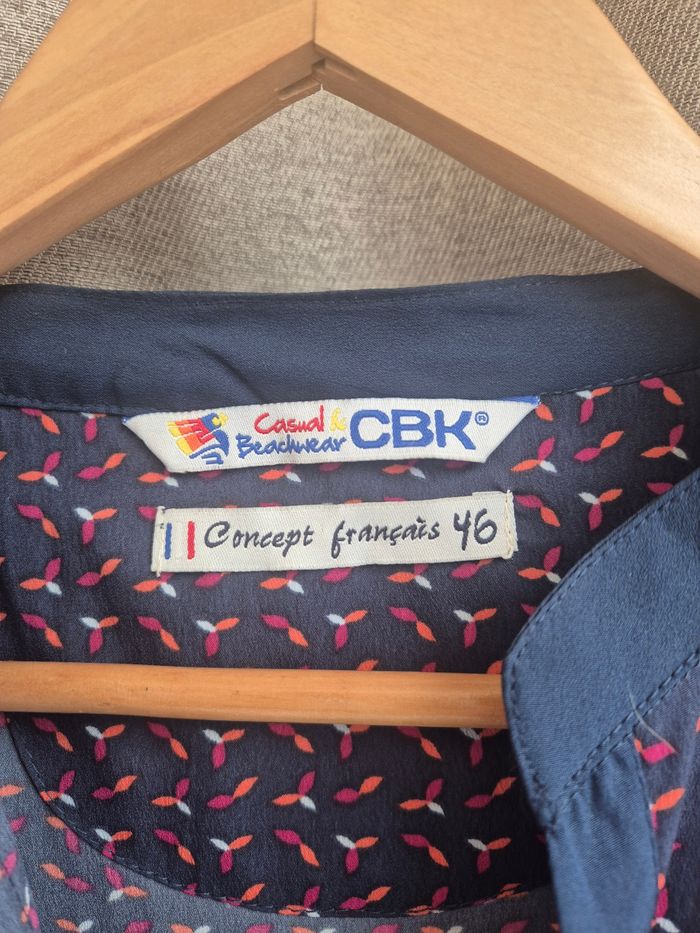 Casual &
Beachwear
CBK®
Concept français 46